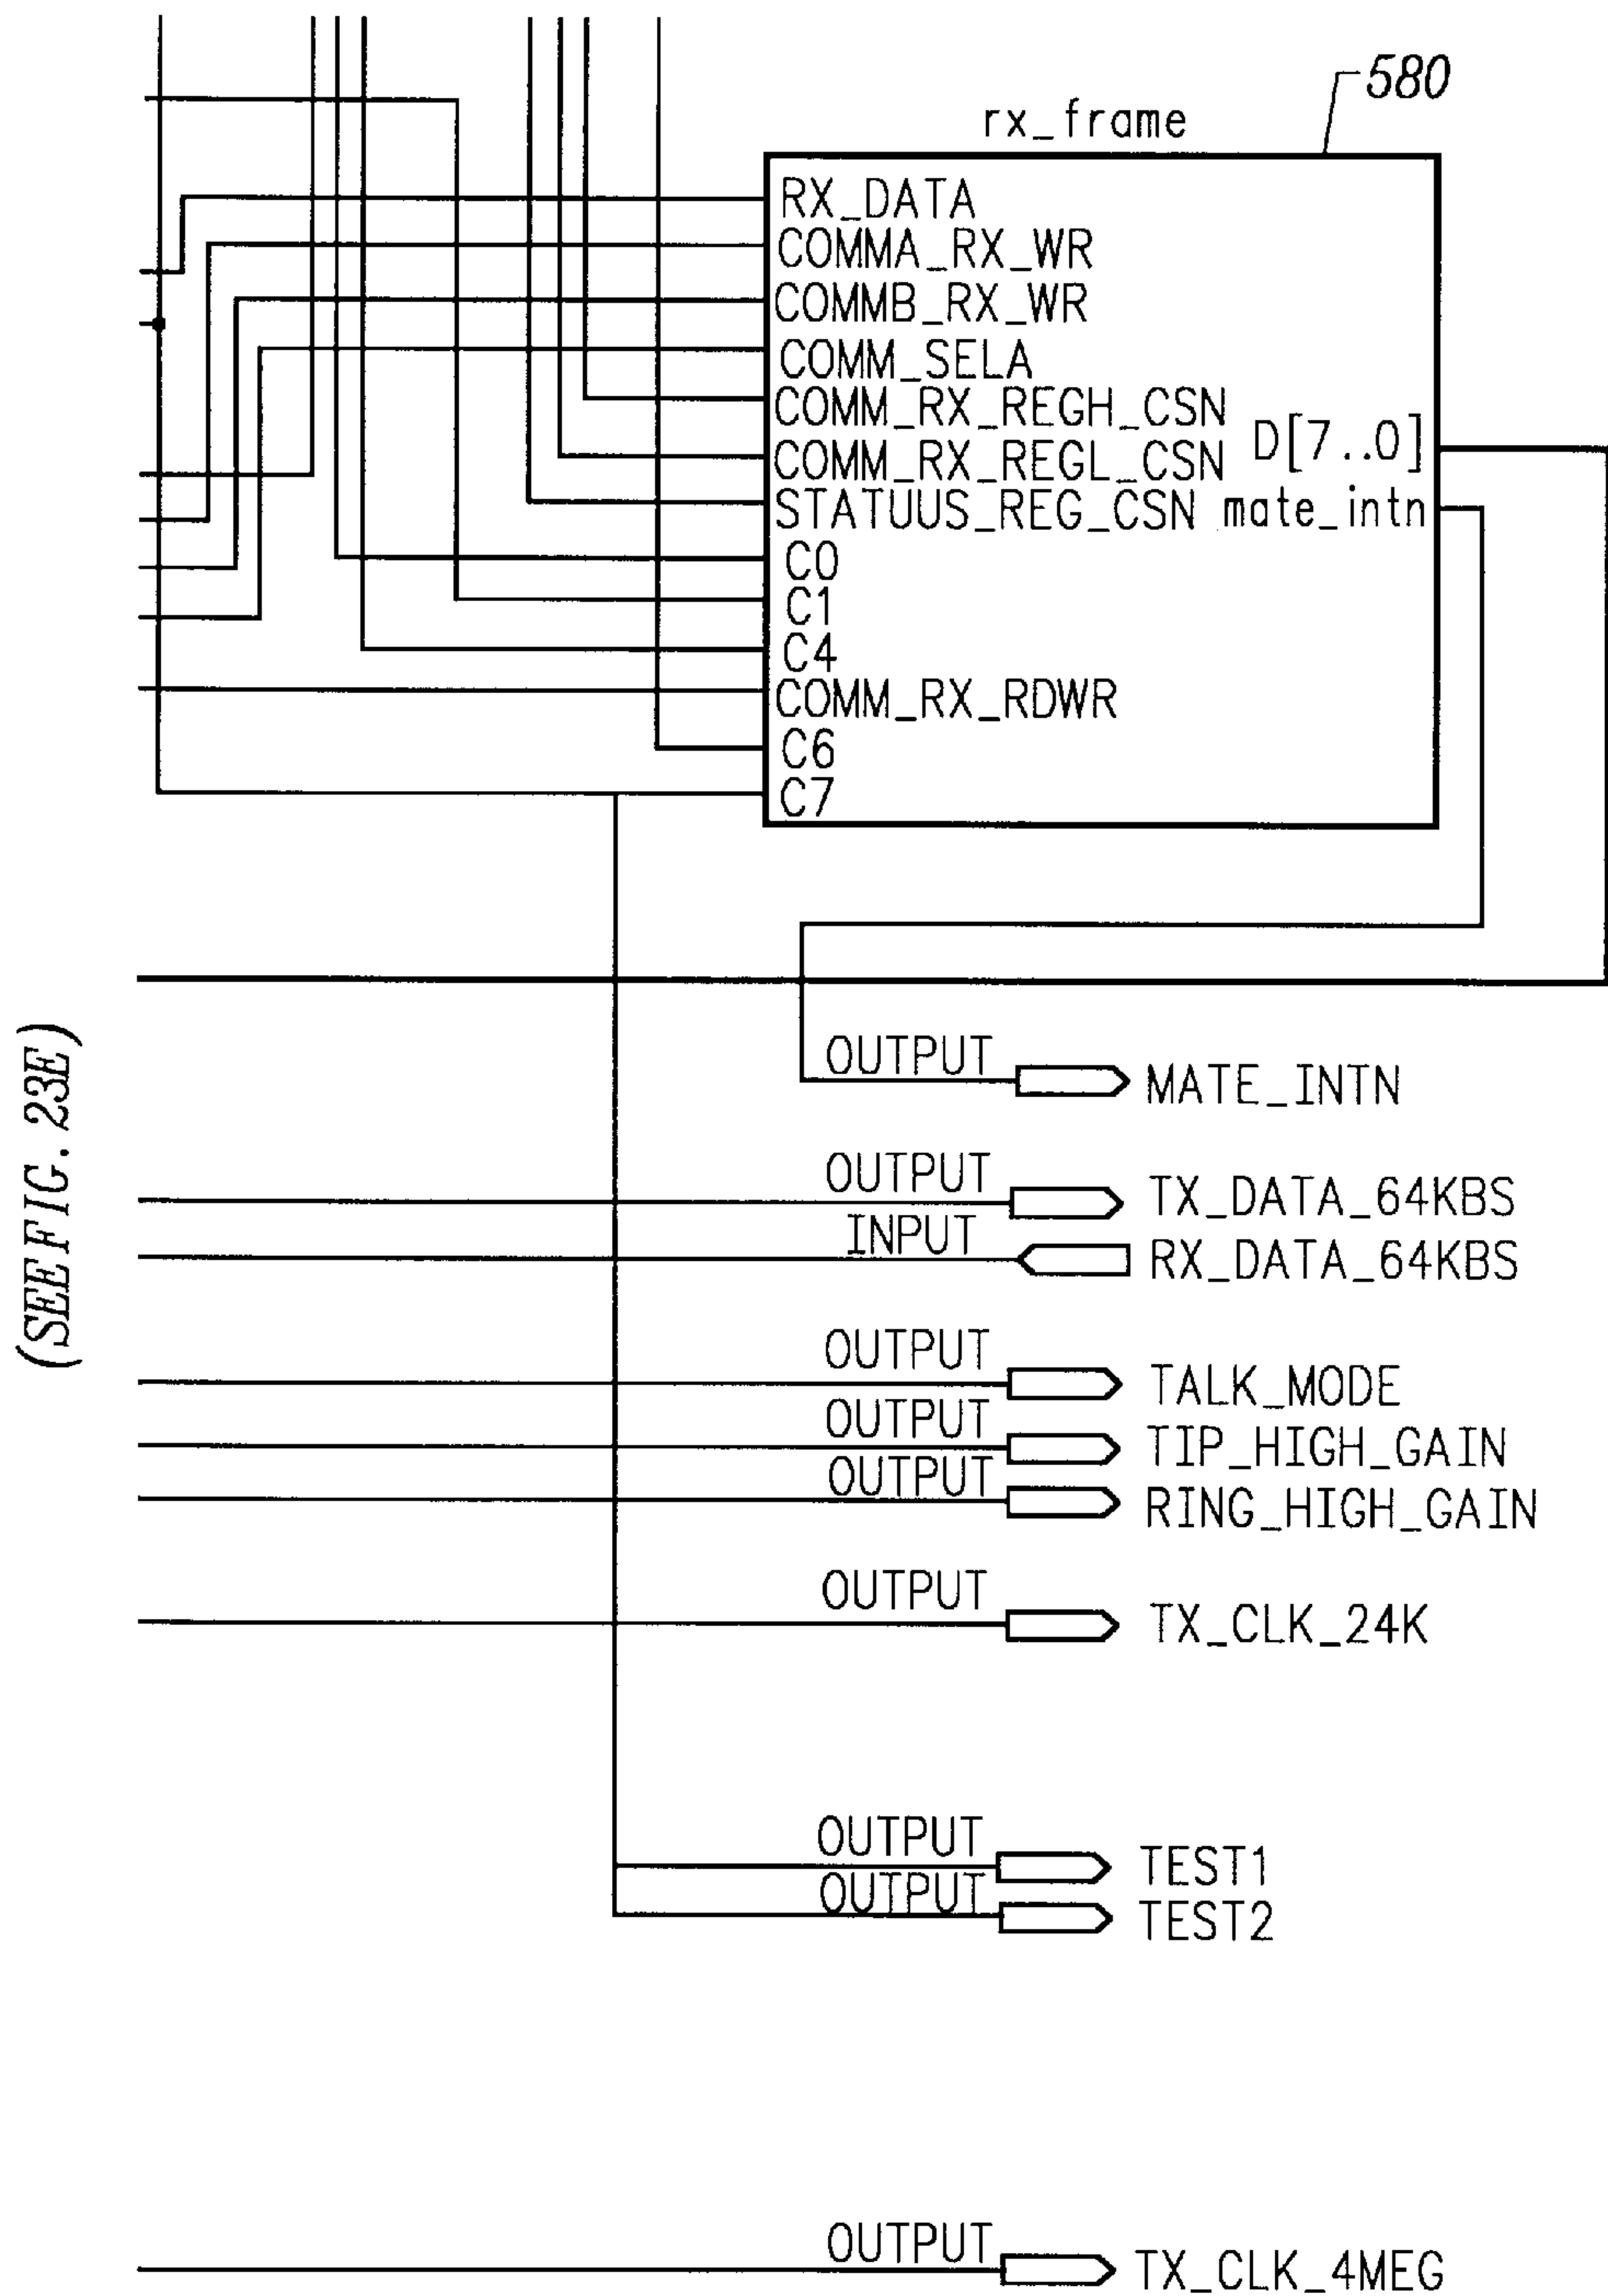 580
rx_frame
RX_DATA
COMMA_RX_WR
COMMB_RX_WR
COMM_SELA
COMM_RX_REGH_CSN
D[7..0]
COMM_RX_REGL_CSN
STATUUS_REG_CSN mate_intn
C0
C1
C4
COMM_RX_RDWR
C6
C7
(SEE FIG. 23E)
OUTPUT MATE_INTN
OUTPUT TX_DATA_64KBS
INPUT RX_DATA_64KBS
OUTPUT TALK_MODE
OUTPUT TIP_HIGH_GAIN
OUTPUT RING_HIGH_GAIN
OUTPUT TX_CLK_24K
OUTPUT TEST1
OUTPUT TEST2
OUTPUT TX_CLK_4MEG